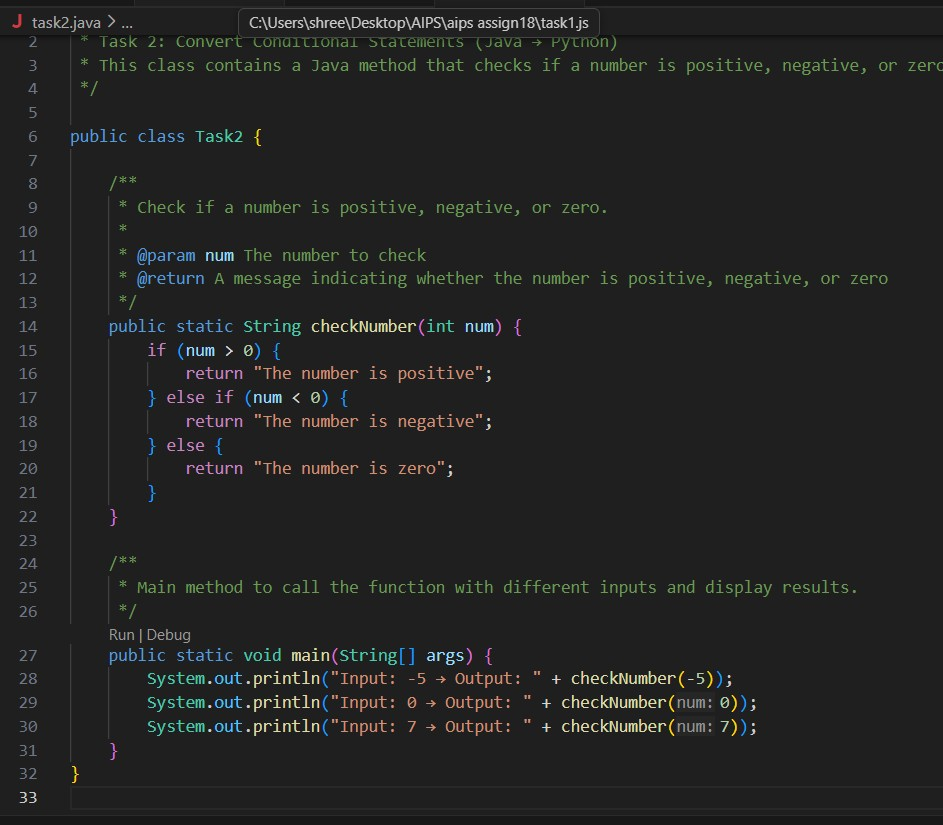 task2.java > ...
C:\Users\shree\Desktop\AIPS\aips assign18\task1.js
2 * Task 2: Convert Conditional Statements (Java → Python)
3 * This class contains a Java method that checks if a number is positive, negative, or zero
4 */
5
6 public class Task2 {
7
8 /**
9 * Check if a number is positive, negative, or zero.
10 *
11 * @param num The number to check
12 * @return A message indicating whether the number is positive, negative, or zero
13 */
14 public static String checkNumber(int num) {
15 if (num > 0) {
16 return "The number is positive";
17 } else if (num < 0) {
18 return "The number is negative";
19 } else {
20 return "The number is zero";
21 }
22 }
23
24 /**
25 * Main method to call the function with different inputs and display results.
26 */
Run | Debug
27 public static void main(String[] args) {
28 System.out.println("Input: -5 → Output: " + checkNumber(-5));
29 System.out.println("Input: 0 → Output: " + checkNumber(num: 0));
30 System.out.println("Input: 7 → Output: " + checkNumber(num: 7));
31 }
32 }
33